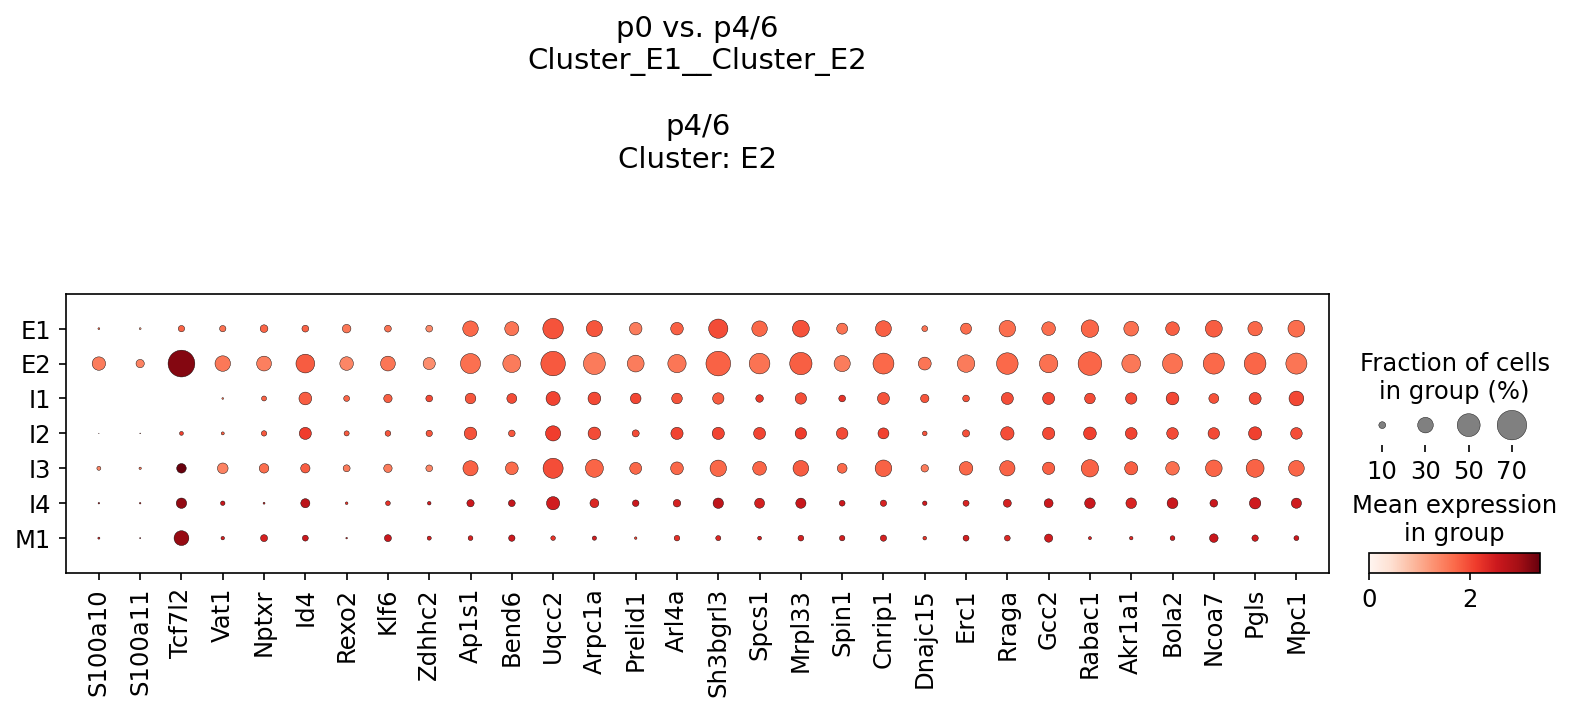 p0 vs. p4/6
Cluster_E1__Cluster_E2
p4/6
Cluster: E2
E1
E2
I1
I2
I3
I4
M1
S100a10
S100a11
Tcf7l2
Vat1
Nptxr
Id4
Rexo2
Klf6
Zdhhc2
Ap1s1
Bend6
Uqcc2
Arpc1a
Prelid1
Arl4a
Sh3bgrl3
Spcs1
Mrpl33
Spin1
Cnrip1
Dnajc15
Erc1
Rraga
Gcc2
Rabac1
Akr1a1
Bola2
Ncoa7
Pgls
Mpc1
Fraction of cells
in group (%)
10 30 50 70
Mean expression
in group
0 2